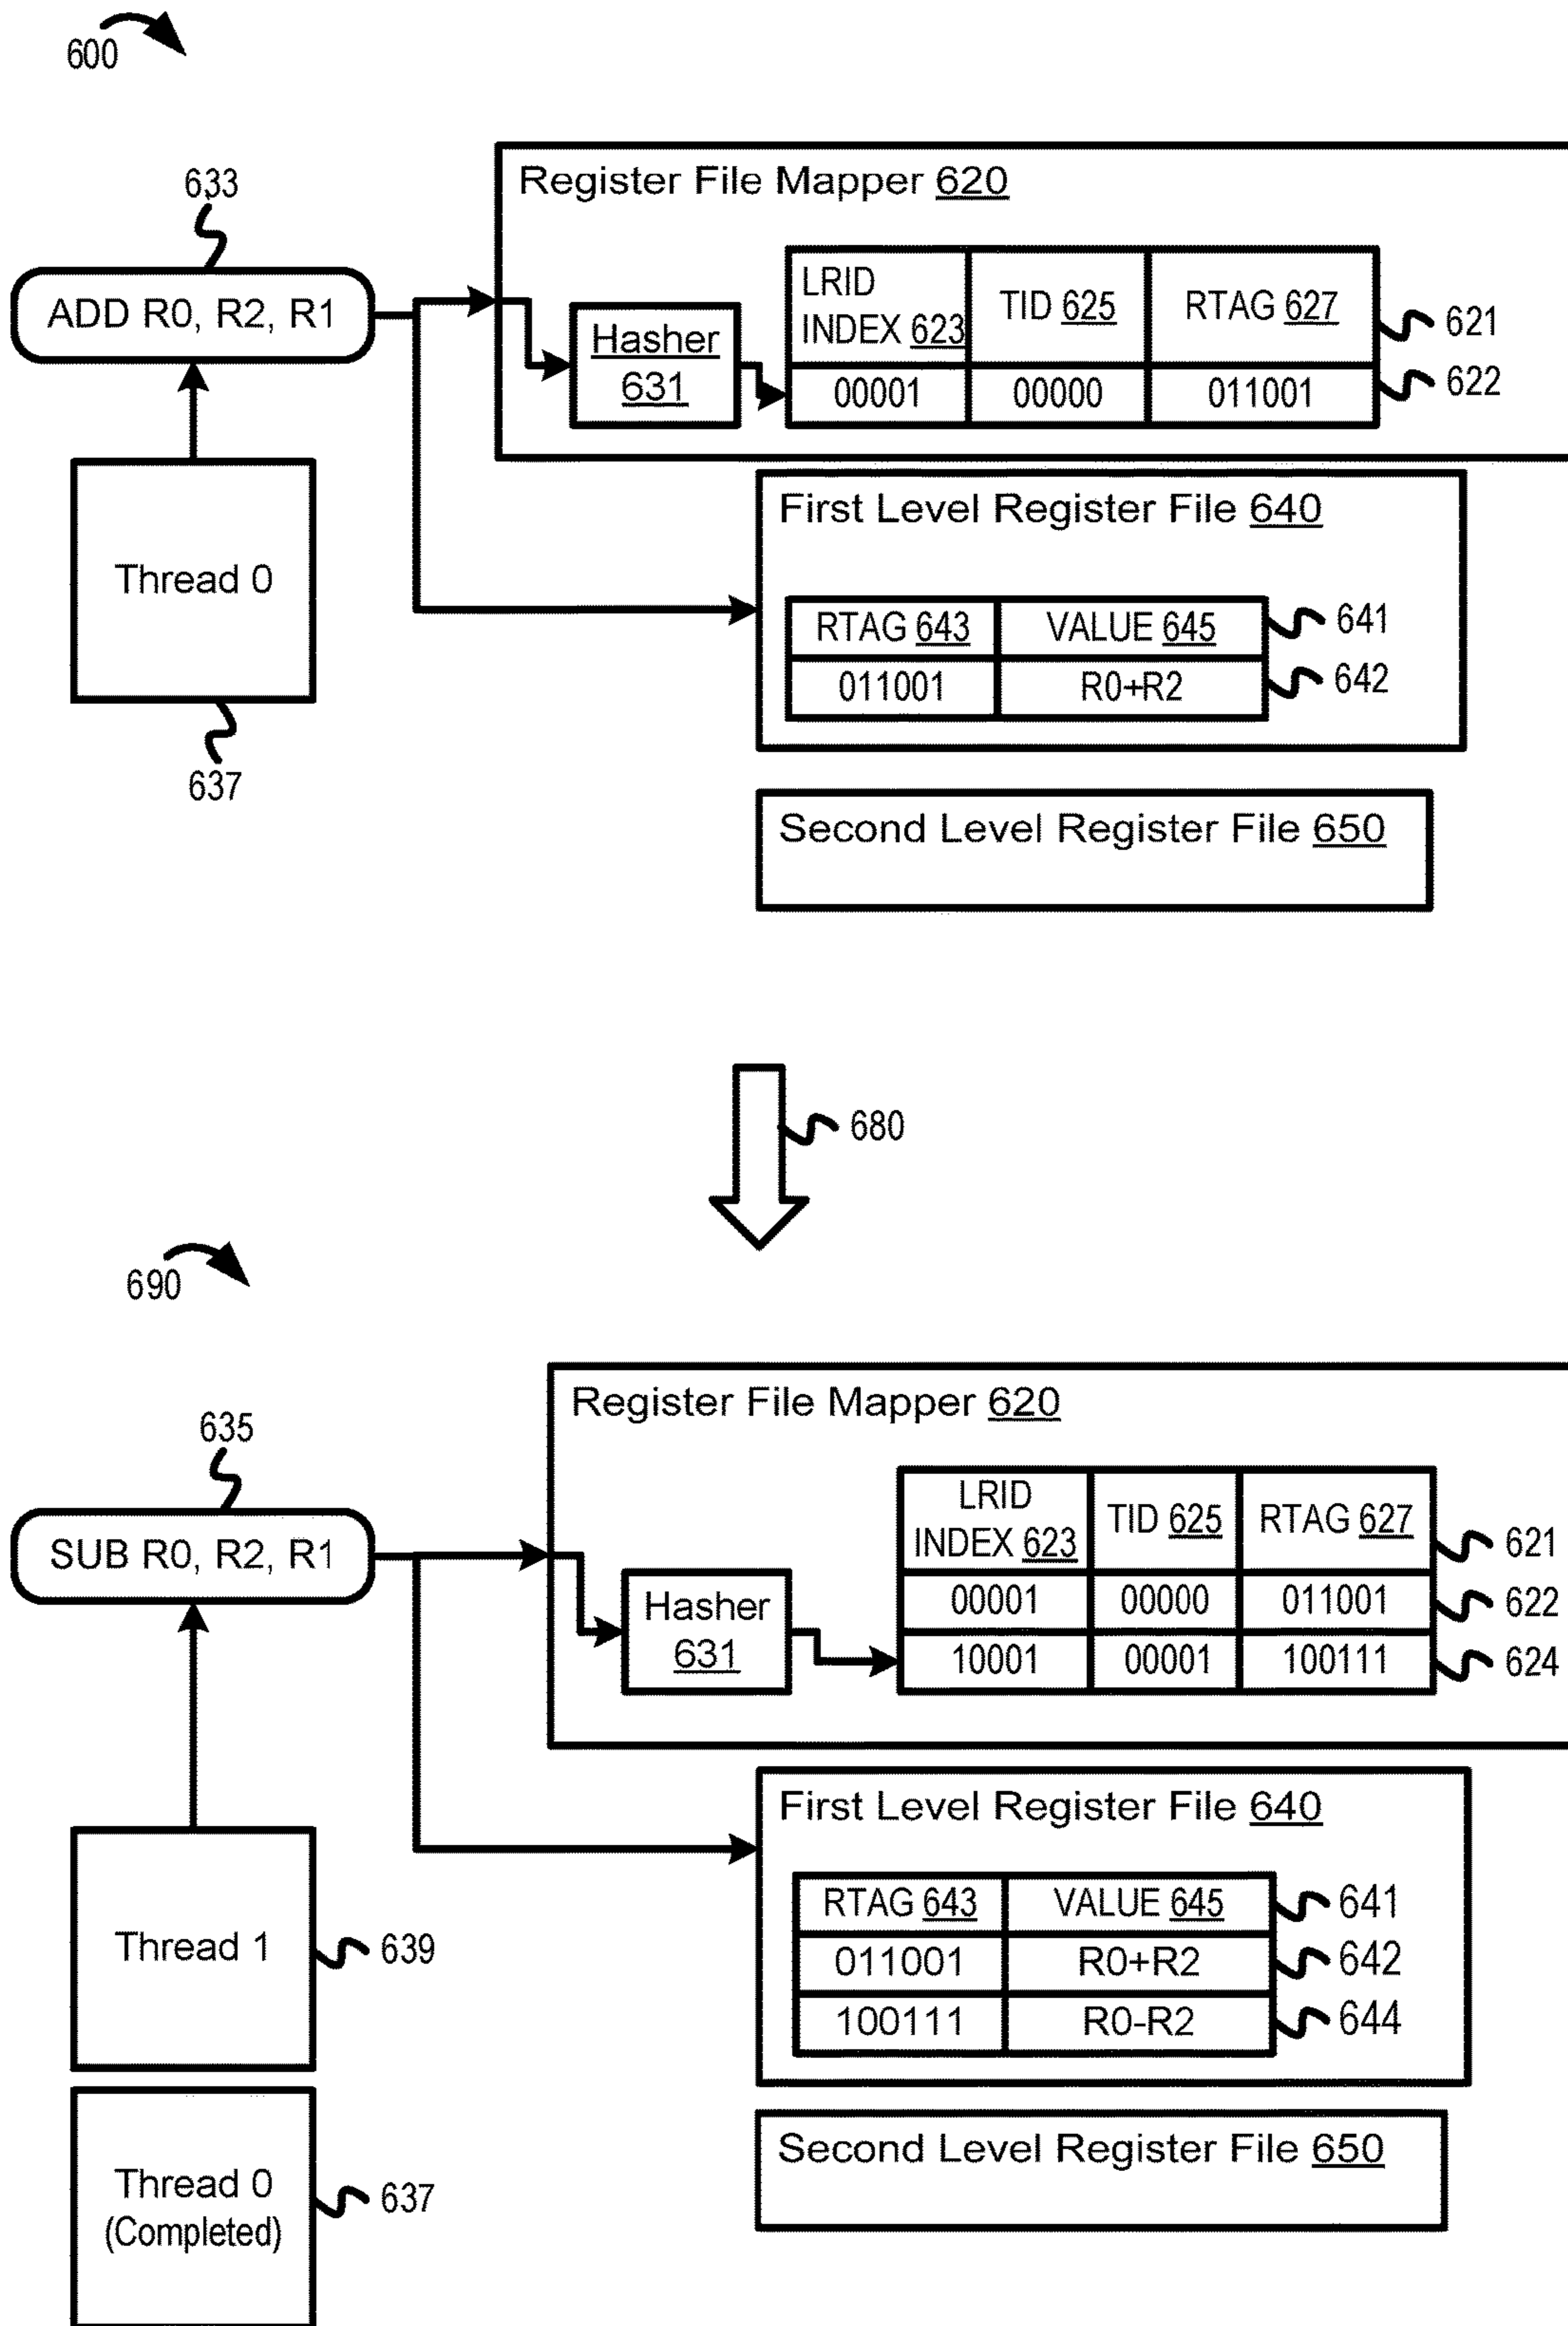 600
633
Register File Mapper 620
ADD R0, R2, R1
Hasher
631
LRID
INDEX 623
TID 625
RTAG 627
621
00001
00000
011001
622
Thread 0
637
First Level Register File 640
RTAG 643
VALUE 645
641
011001
R0+R2
642
Second Level Register File 650
680
690
635
Register File Mapper 620
SUB R0, R2, R1
Hasher
631
LRID
INDEX 623
TID 625
RTAG 627
621
00001
00000
011001
622
10001
00001
100111
624
Thread 1
639
First Level Register File 640
RTAG 643
VALUE 645
641
011001
R0+R2
642
100111
R0-R2
644
Thread 0
(Completed)
637
Second Level Register File 650